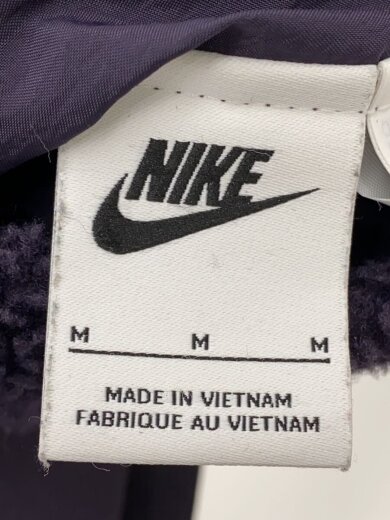 NIKE
M M M
MADE IN VIETNAM
FABRIQUE AU VIETNAM